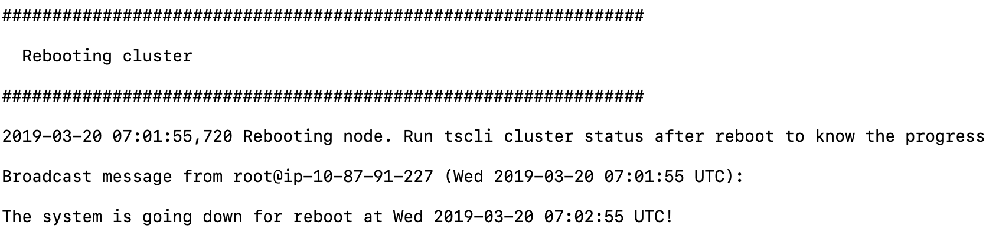 ################################################################
  Rebooting cluster
################################################################
2019-03-20 07:01:55,720 Rebooting node. Run tscli cluster status after reboot to know the progress
Broadcast message from root@ip-10-87-91-227 (Wed 2019-03-20 07:01:55 UTC):
The system is going down for reboot at Wed 2019-03-20 07:02:55 UTC!